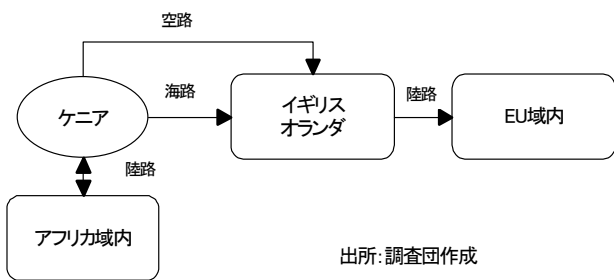 空路
海路
ケニア
イギリス
オランダ
陸路
EU域内
陸路
アフリカ域内
出所：調査団作成